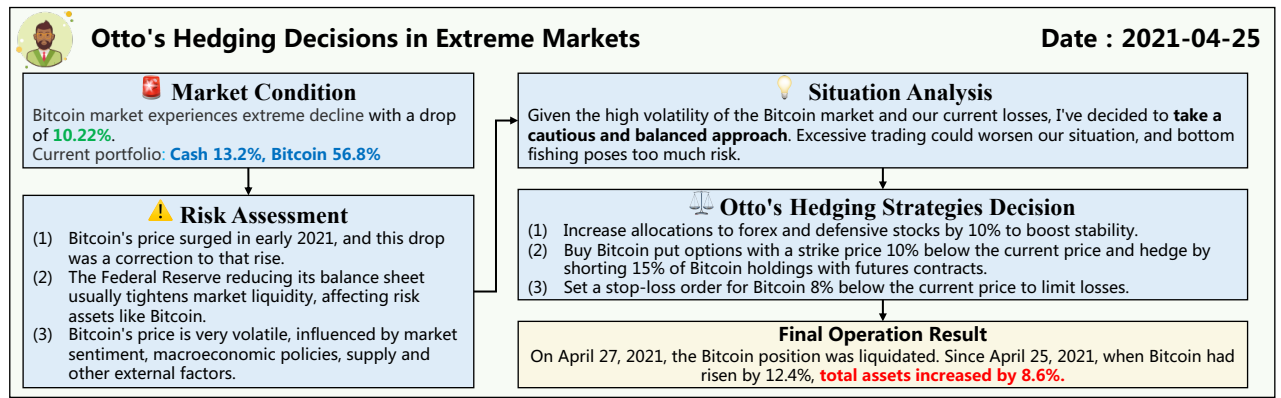 Otto's Hedging Decisions in Extreme Markets
Date : 2021-04-25
Market Condition
Bitcoin market experiences extreme decline with a drop
of 10.22%.
Current portfolio: Cash 13.2%, Bitcoin 56.8%
Risk Assessment
(1) Bitcoin's price surged in early 2021, and this drop
was a correction to that rise.
(2) The Federal Reserve reducing its balance sheet
usually tightens market liquidity, affecting risk
assets like Bitcoin.
(3) Bitcoin's price is very volatile, influenced by market
sentiment, macroeconomic policies, supply and
other external factors.
Situation Analysis
Given the high volatility of the Bitcoin market and our current losses, I've decided to take a
cautious and balanced approach. Excessive trading could worsen our situation, and bottom
fishing poses too much risk.
Otto's Hedging Strategies Decision
(1) Increase allocations to forex and defensive stocks by 10% to boost stability.
(2) Buy Bitcoin put options with a strike price 10% below the current price and hedge by
shorting 15% of Bitcoin holdings with futures contracts.
(3) Set a stop-loss order for Bitcoin 8% below the current price to limit losses.
Final Operation Result
On April 27, 2021, the Bitcoin position was liquidated. Since April 25, 2021, when Bitcoin had
risen by 12.4%, total assets increased by 8.6%.